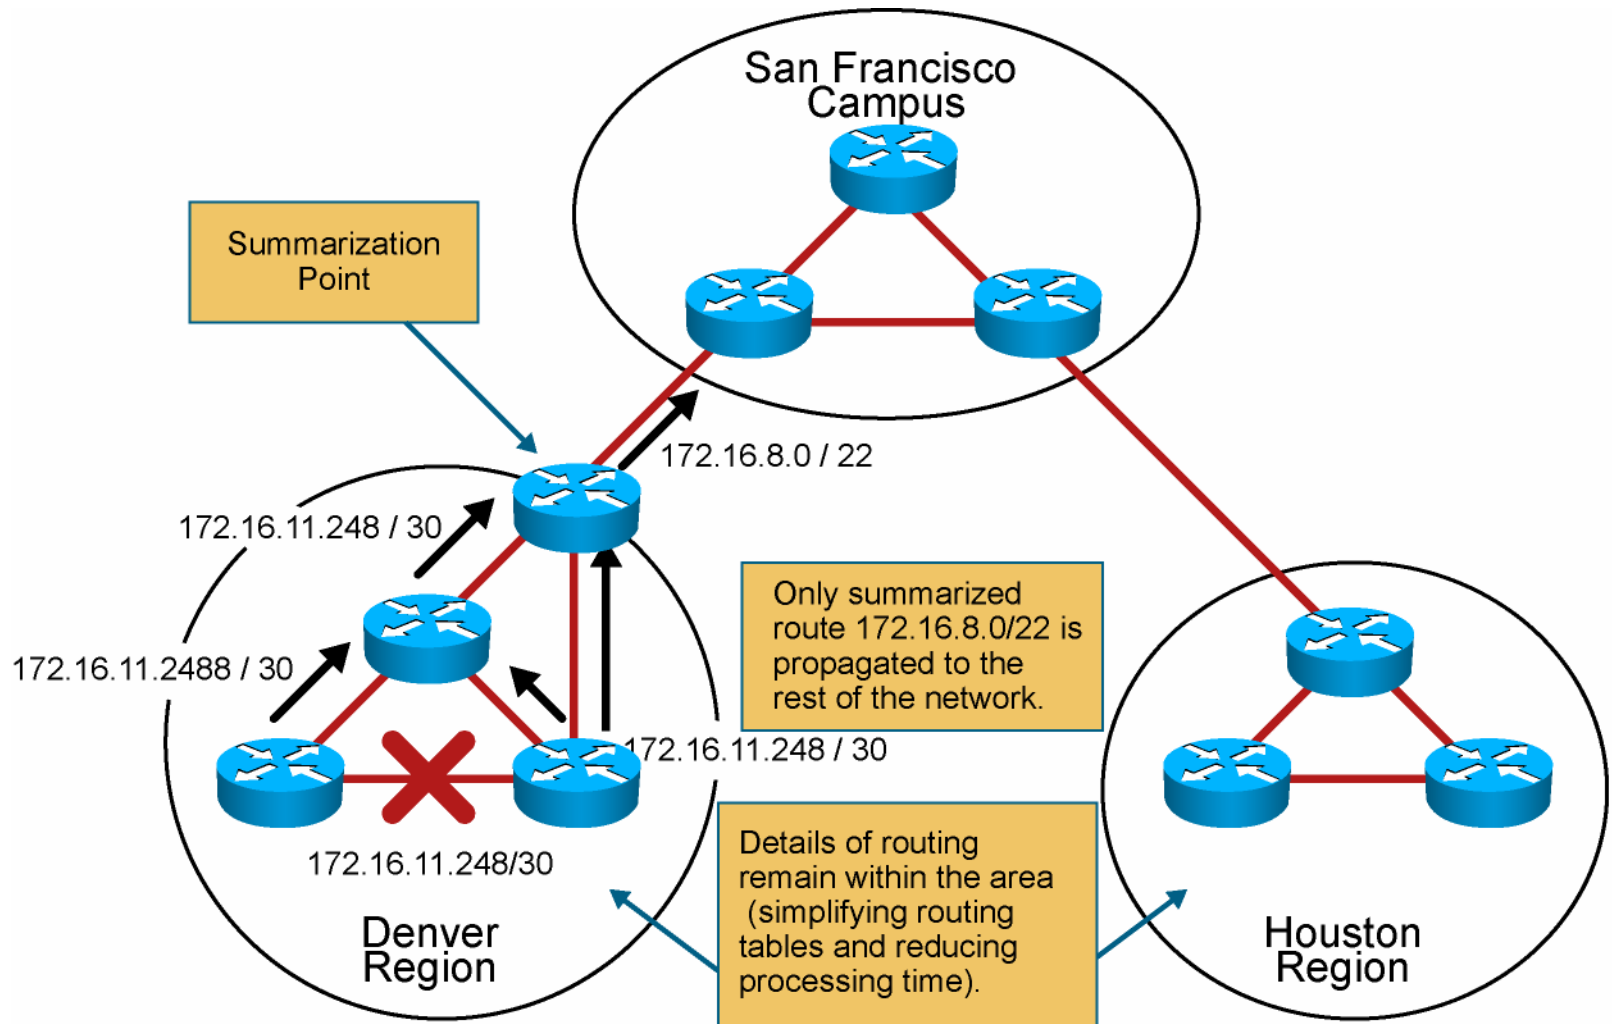 San Francisco
Campus
Summarization
Point
172.16.8.0 / 22
172.16.11.248 / 30
Only summarized
route 172.16.8.0/22 is
propagated to the
rest of the network.
172.16.11.2488 / 30
172.16.11.248 / 30
172.16.11.248/30
Details of routing
remain within the area
(simplifying routing
tables and reducing
processing time).
Denver
Region
Houston
Region